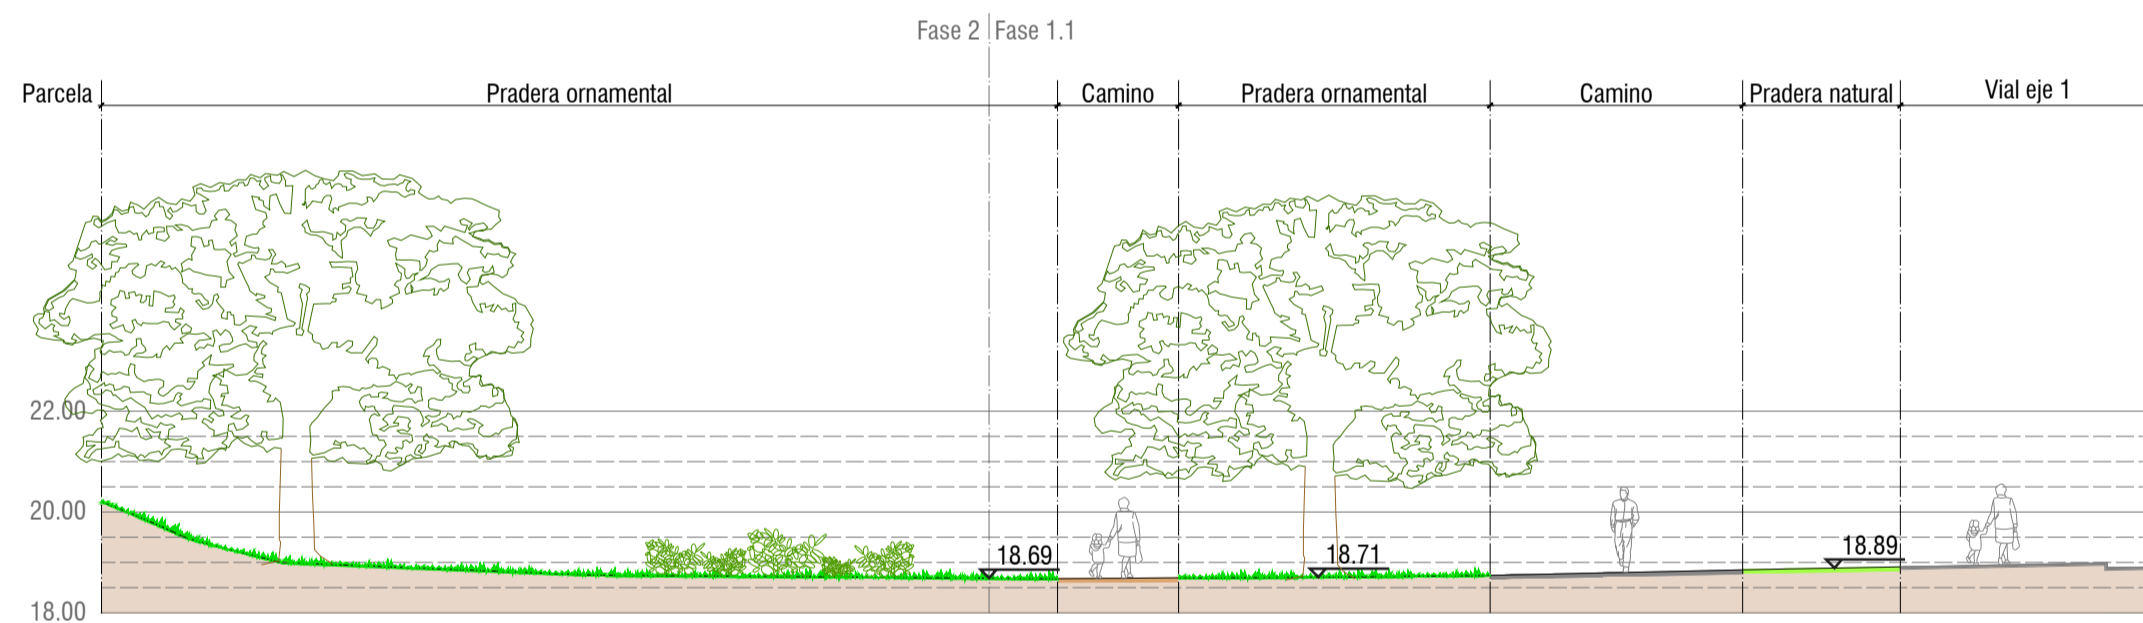 Fase 2 Fase 1.1
Parcela Pradera ornamental Camino Pradera ornamental Camino Pradera natural Vial eje 1
22.00
20.00
18.69 18.71 18.89
18.00